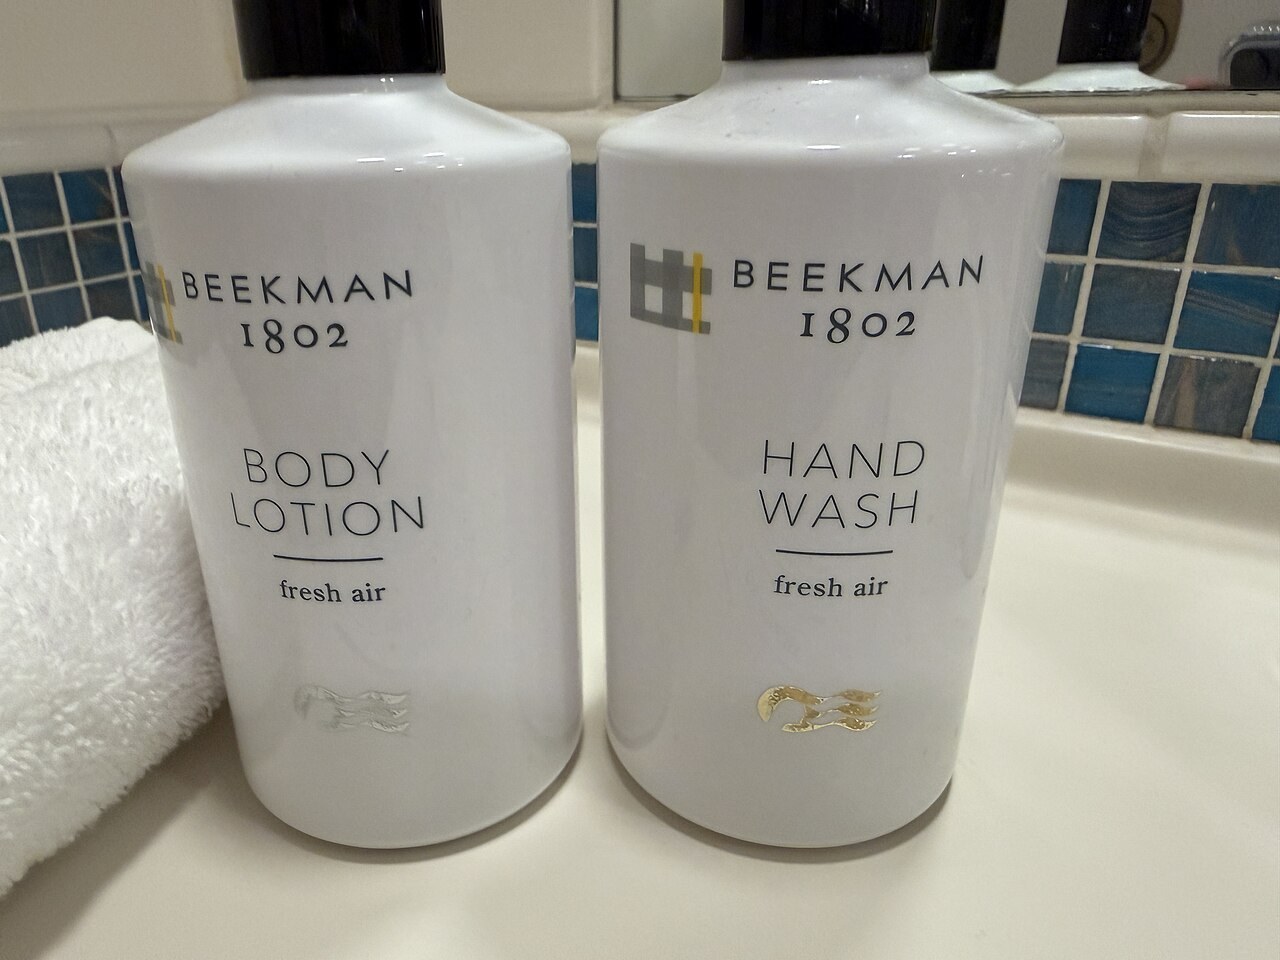 BEEKMAN
1802
BODY
LOTION
fresh air
BEEKMAN
1802
HAND
WASH
fresh air